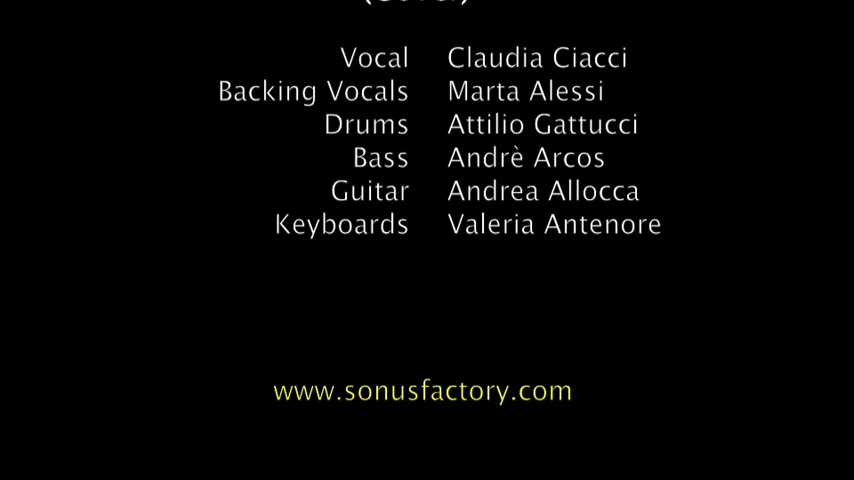 Vocal Claudia Ciacci
Backing Vocals Marta Alessi
Drums Attilio Gattucci
Bass Andrè Arcos
Guitar Andrea Allocca
Keyboards Valeria Antenore
www.sonusfactory.com